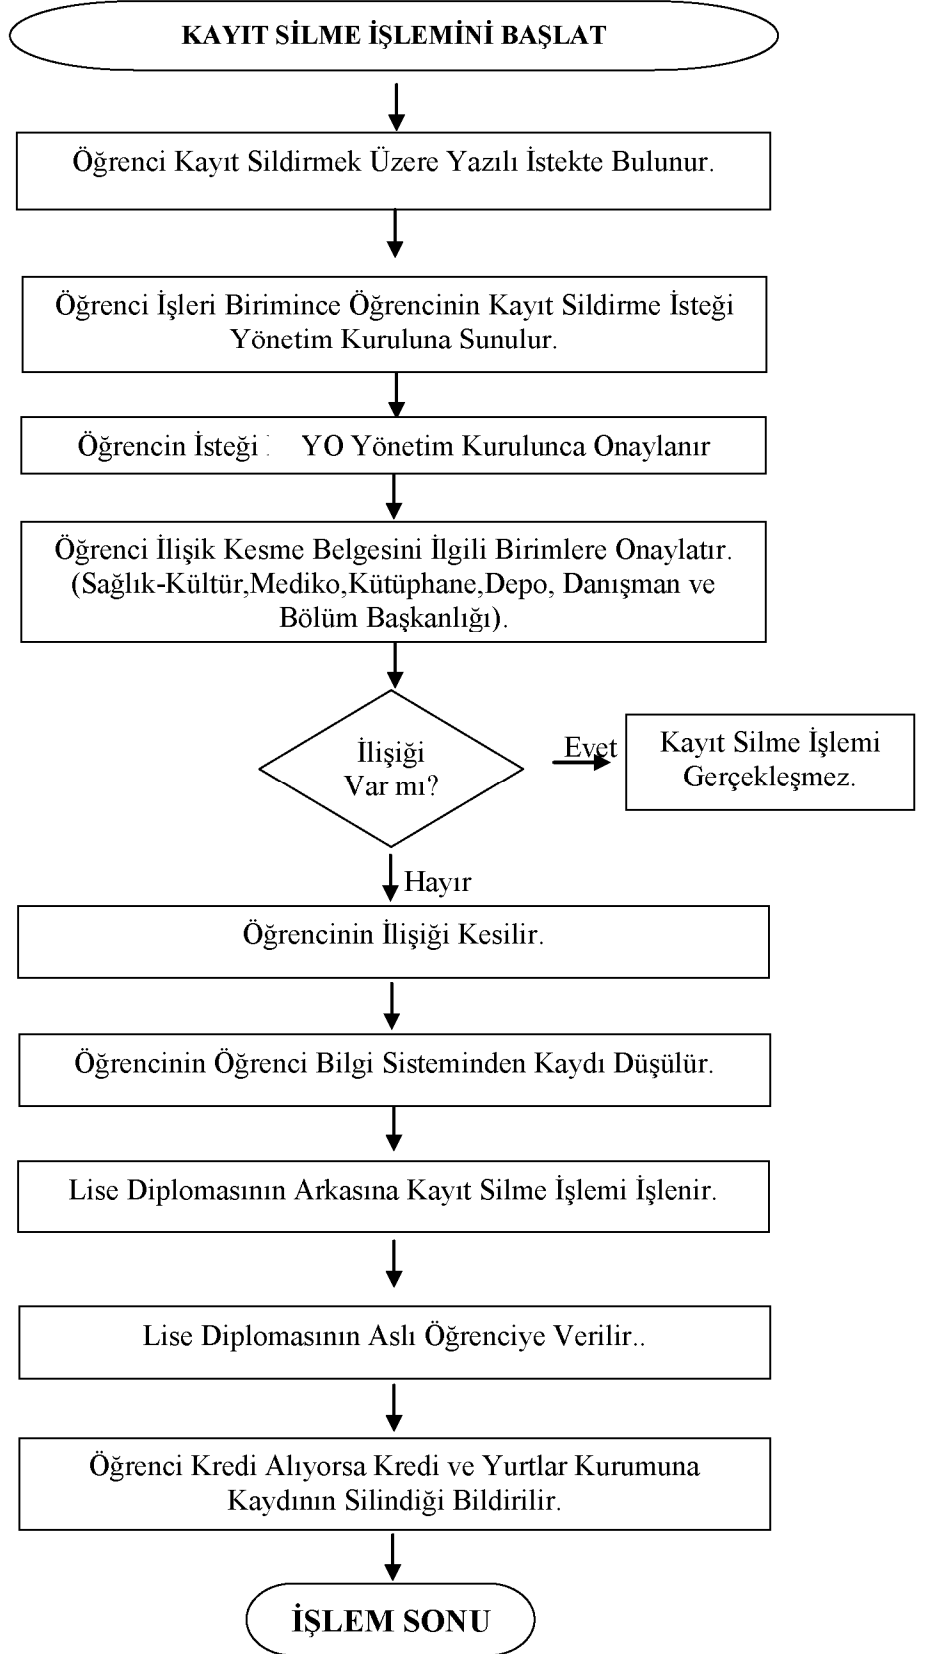 KAYIT SİLME İŞLEMİNİ BAŞLAT
Öğrenci Kayıt Sildirmek Üzere Yazılı İstekte Bulunur.
Öğrenci İşleri Birimince Öğrencinin Kayıt Sildirme İsteği
Yönetim Kuruluna Sunulur.
Öğrencin İsteği YO Yönetim Kurulunca Onaylanır
Öğrenci İlişik Kesme Belgesini İlgili Birimlere Onaylatır.
(Sağlık-Kültür,Mediko,Kütüphane,Depo, Danışman ve
Bölüm Başkanlığı).
İlişiği
Var mı?
Evet
Kayıt Silme İşlemi
Gerçekleşmez.
Hayır
Öğrencinin İlişiği Kesilir.
Öğrencinin Öğrenci Bilgi Sisteminden Kaydı Düşülür.
Lise Diplomasının Arkasına Kayıt Silme İşlemi İşlenir.
Lise Diplomasının Aslı Öğrenciye Verilir..
Öğrenci Kredi Alıyorsa Kredi ve Yurtlar Kurumuna
Kaydının Silindiği Bildirilir.
İŞLEM SONU